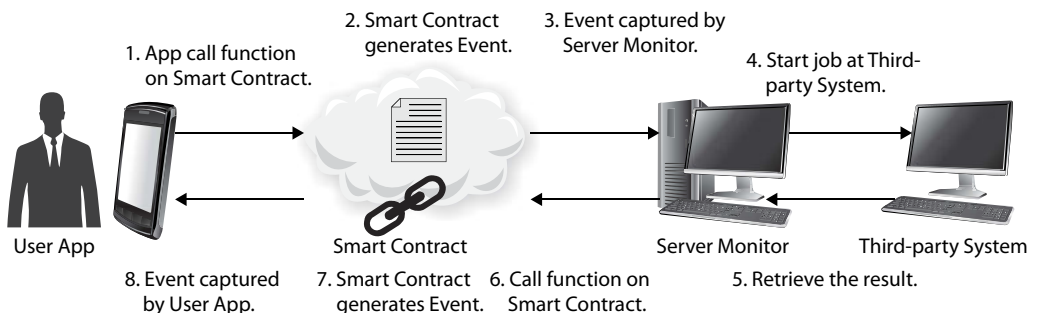 1. App call function
on Smart Contract.
2. Smart Contract
generates Event.
3. Event captured by
Server Monitor.
4. Start job at Third-
party System.
User App
Smart Contract
Server Monitor
Third-party System
8. Event captured
by User App.
7. Smart Contract
generates Event.
6. Call function on
Smart Contract.
5. Retrieve the result.